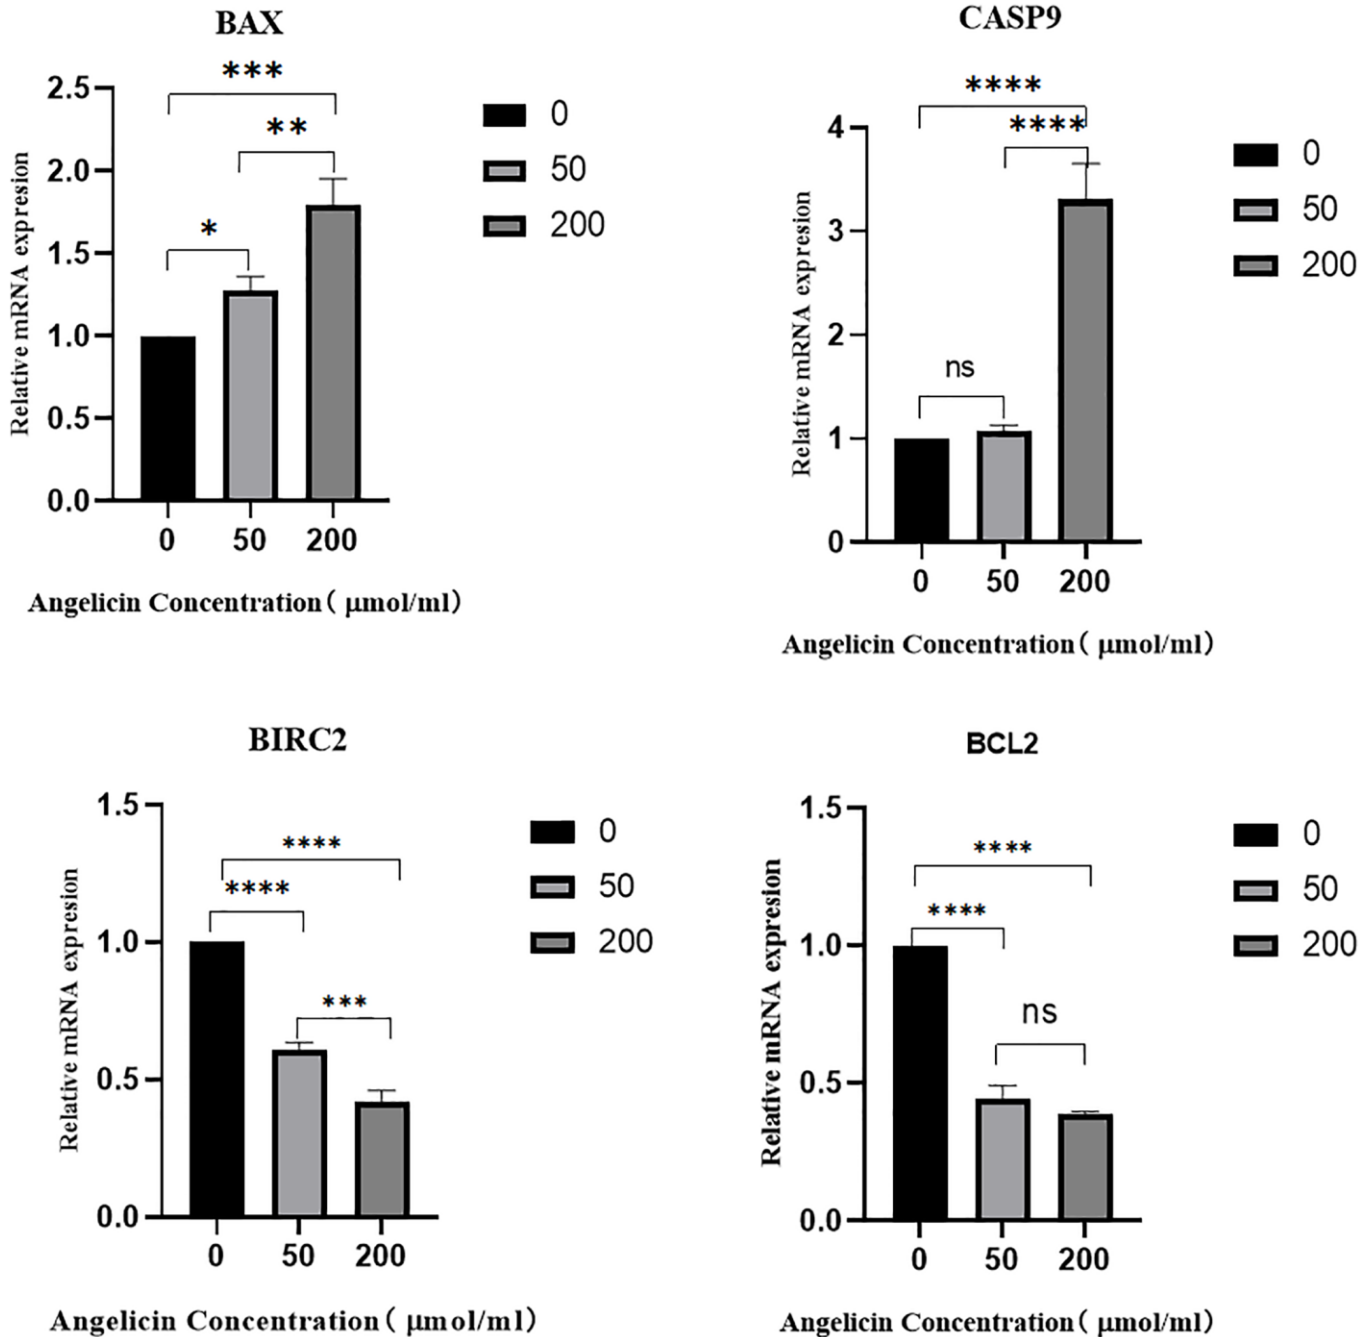 BAX
***
**
*
2.5
2.0
1.5
1.0
0.5
0.0
Relative mRNA expresion
0
50
200
0 50 200
Angelicin Concentration( μmol/ml)
CASP9
****
****
ns
4
3
2
1
0
Relative mRNA expresion
0
50
200
0 50 200
Angelicin Concentration( μmol/ml)
BIRC2
****
****
***
1.5
1.0
0.5
0.0
Relative mRNA expresion
0
50
200
0 50 200
Angelicin Concentration( μmol/ml)
BCL2
****
****
ns
1.5
1.0
0.5
0.0
Relative mRNA expresion
0
50
200
0 50 200
Angelicin Concentration( μmol/ml)